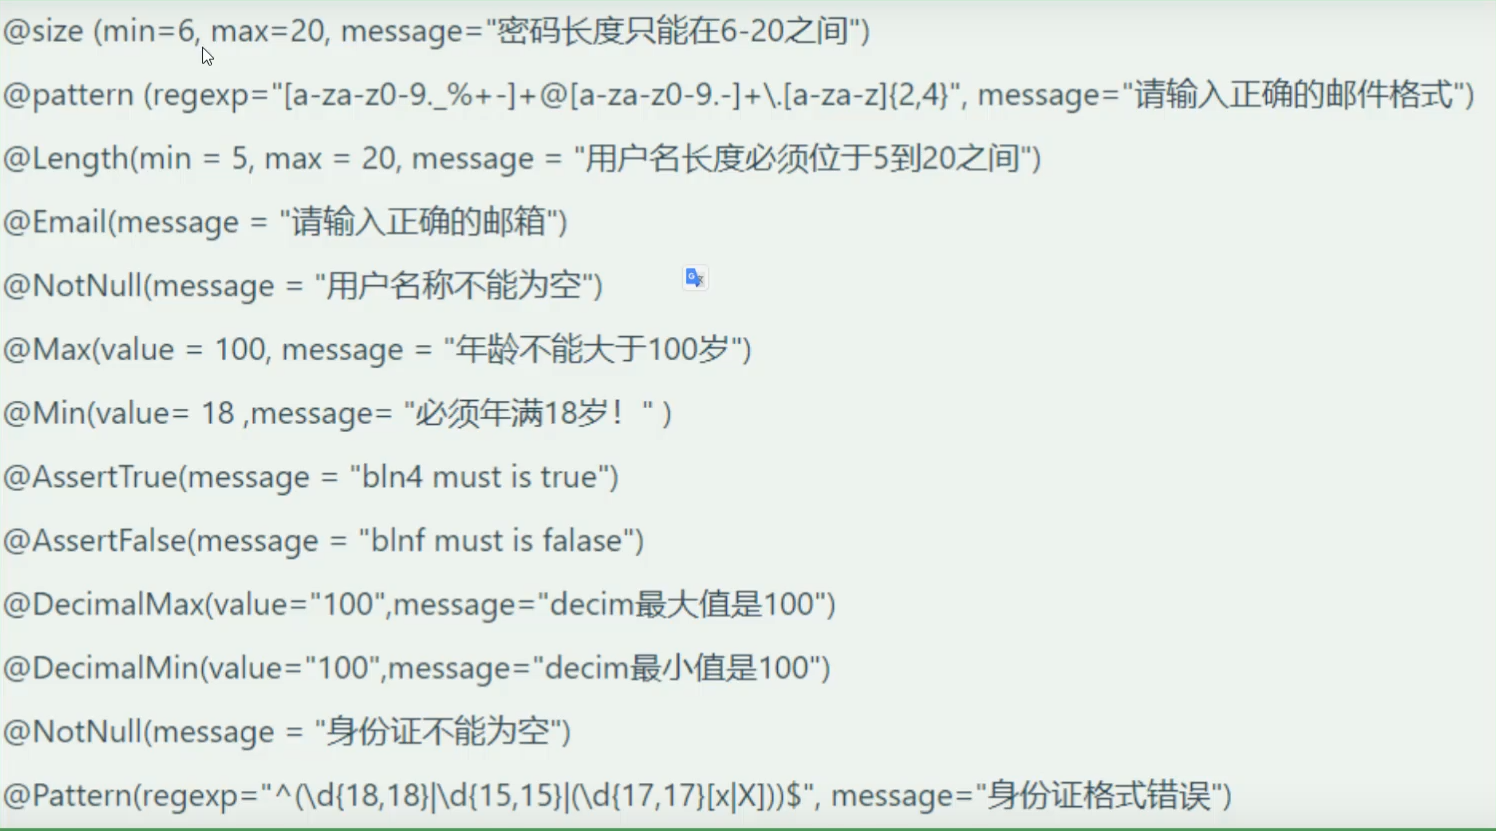 @size (min=6, max=20, message="密码长度只能在6-20之间")
@pattern (regexp="[a-za-z0-9._%+-]+@[a-za-z0-9.-]+\.[a-za-z]{2,4}", message="请输入正确的邮件格式")
@Length(min = 5, max = 20, message = "用户名长度必须位于5到20之间")
@Email(message = "请输入正确的邮箱")
@NotNull(message = "用户名称不能为空")
@Max(value = 100, message = "年龄不能大于100岁")
@Min(value= 18 ,message= "必须年满18岁！" )
@AssertTrue(message = "bln4 must is true")
@AssertFalse(message = "blnf must is falase")
@DecimalMax(value="100",message="decim最大值是100")
@DecimalMin(value="100",message="decim最小值是100")
@NotNull(message = "身份证不能为空")
@Pattern(regexp="^(\d{18,18}|\d{15,15}|(\d{17,17}[x|X]))$", message="身份证格式错误")